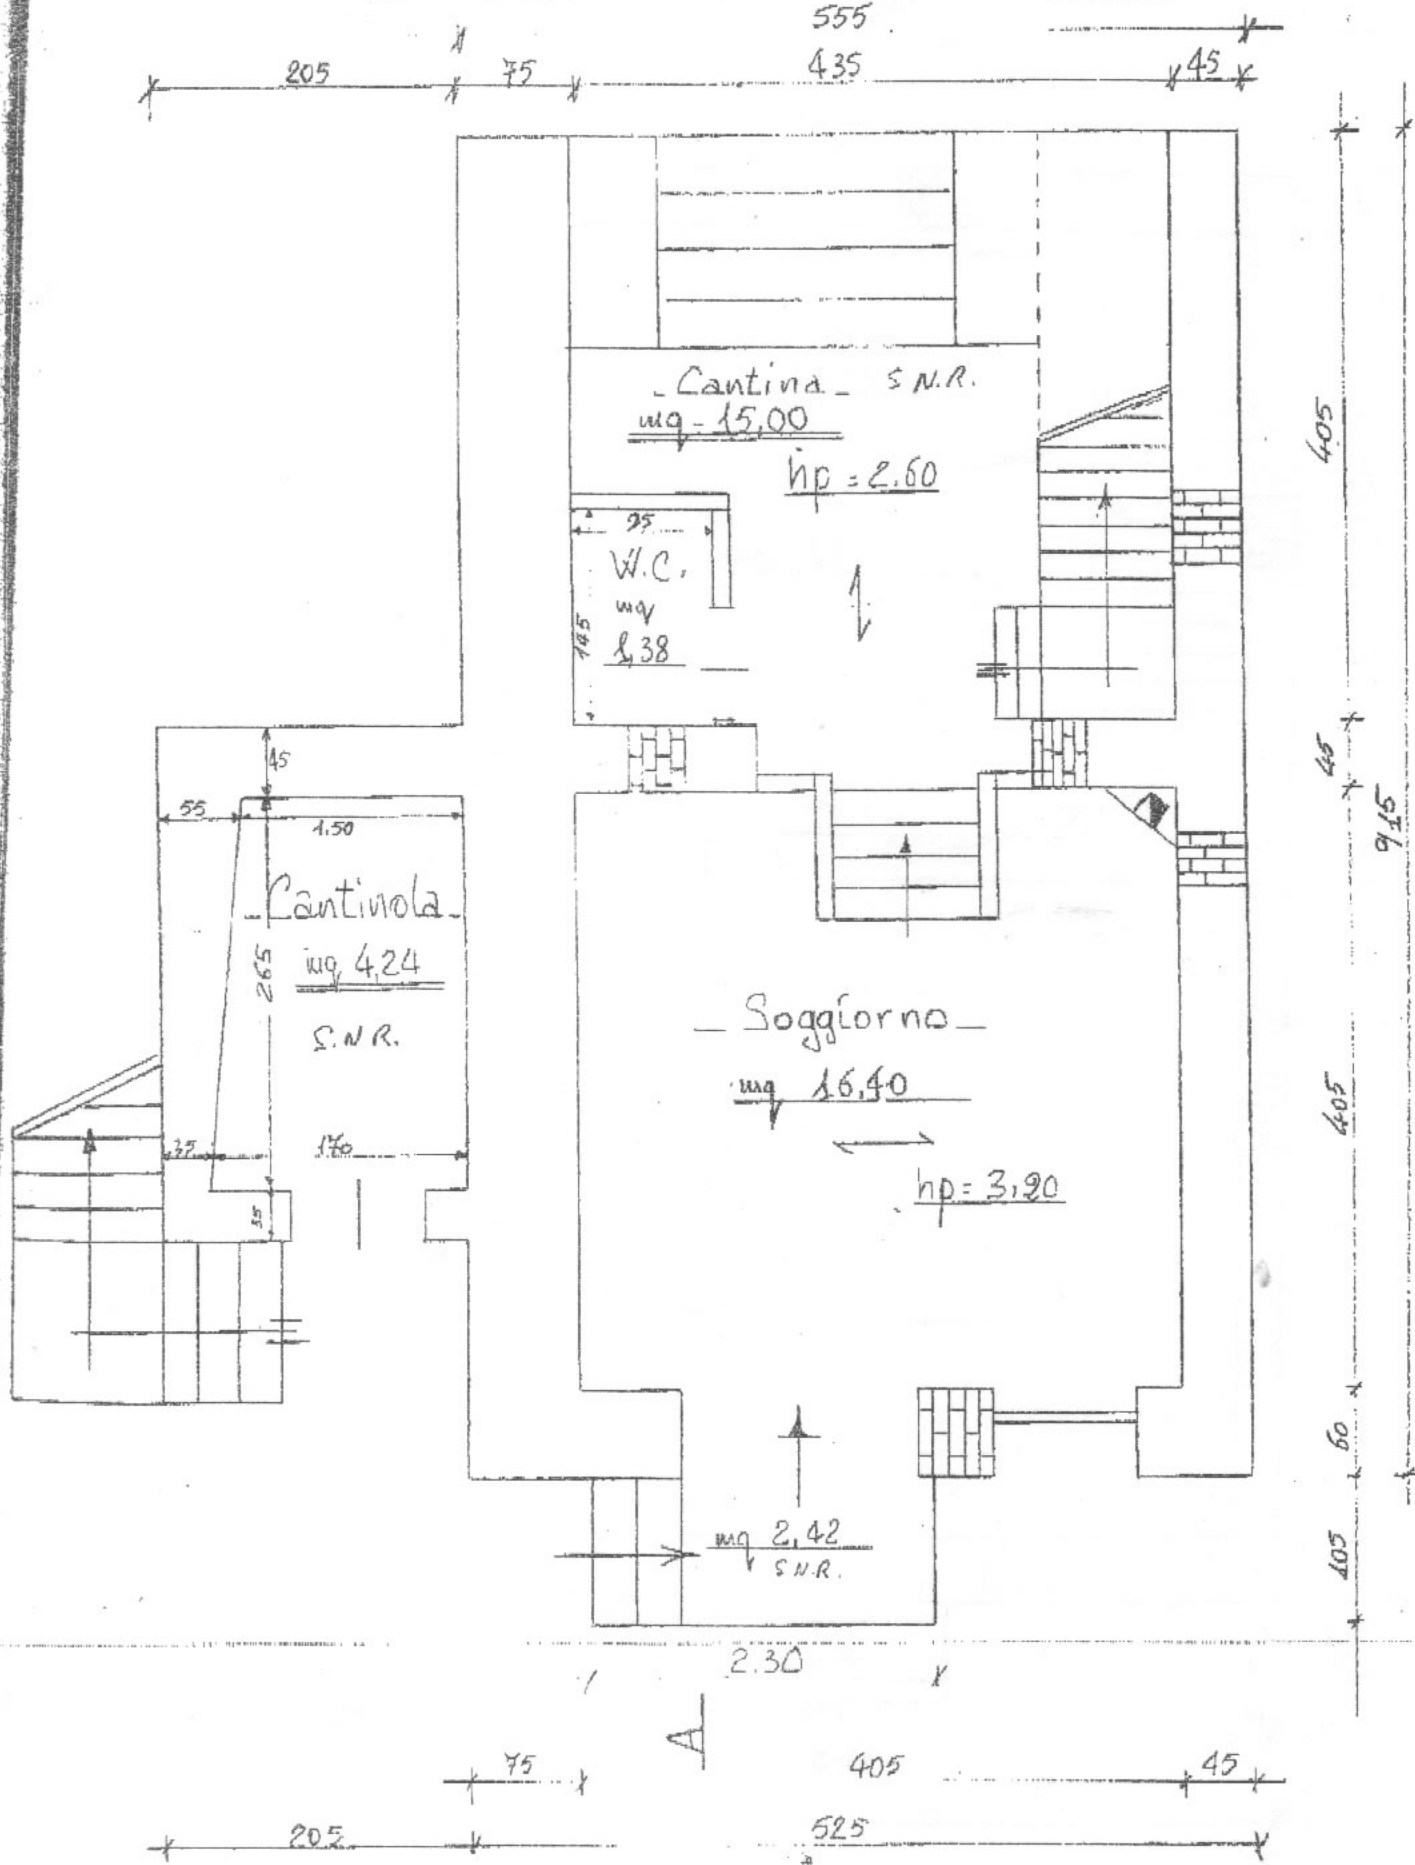 555
205 75 435 45
- Cantina - S N.R.
mq - 15,00
hp = 2.60
405
95
W.C.
mq
1,38
145
45
45
915
55
1.50
- Cantinola -
mq 4,24
265
S.N.R.
- Soggiorno -
mq 16,40
hp = 3,20
405
35
170
35
60
mq 2,42
S N.R.
105
2.30
A
75 405 45
205 525